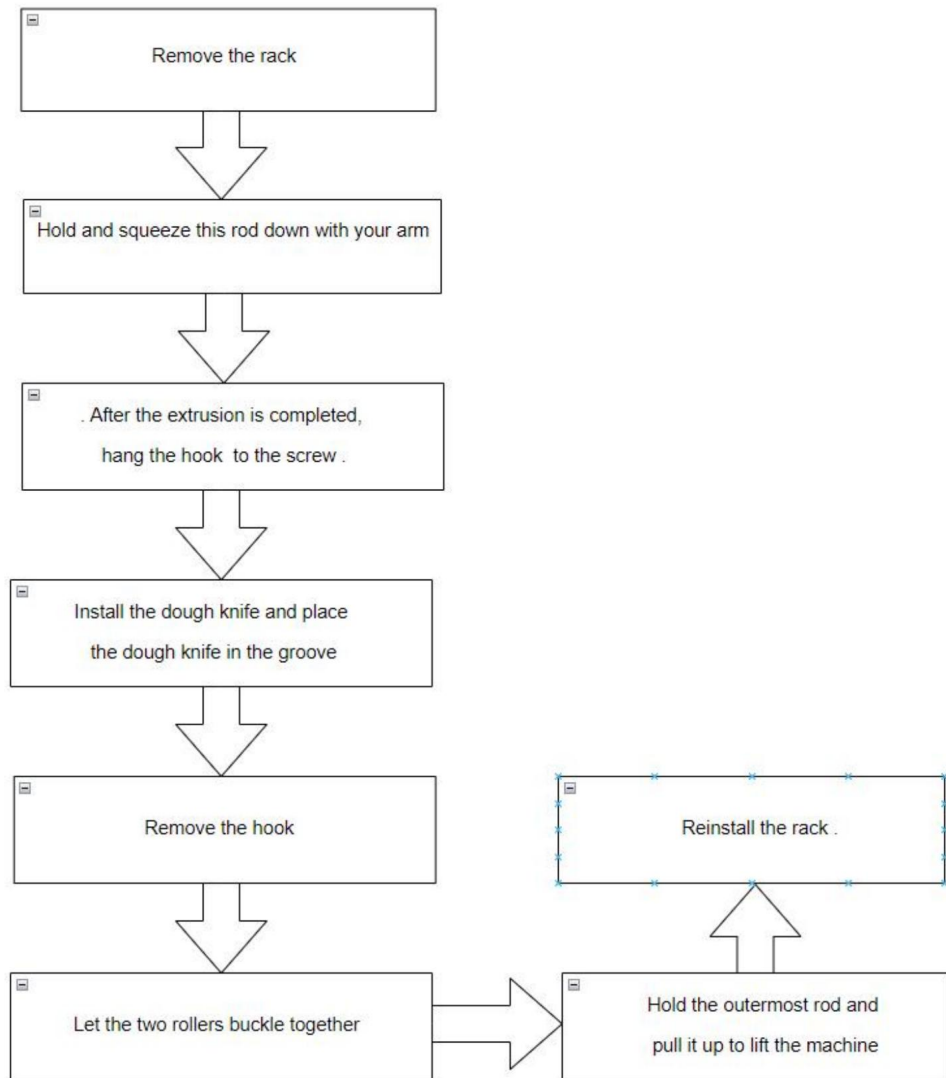 Remove the rack
Hold and squeeze this rod down with your arm
. After the extrusion is completed,
hang the hook to the screw .
Install the dough knife and place
the dough knife in the groove
Remove the hook
Let the two rollers buckle together
Hold the outermost rod and
pull it up to lift the machine
Reinstall the rack .